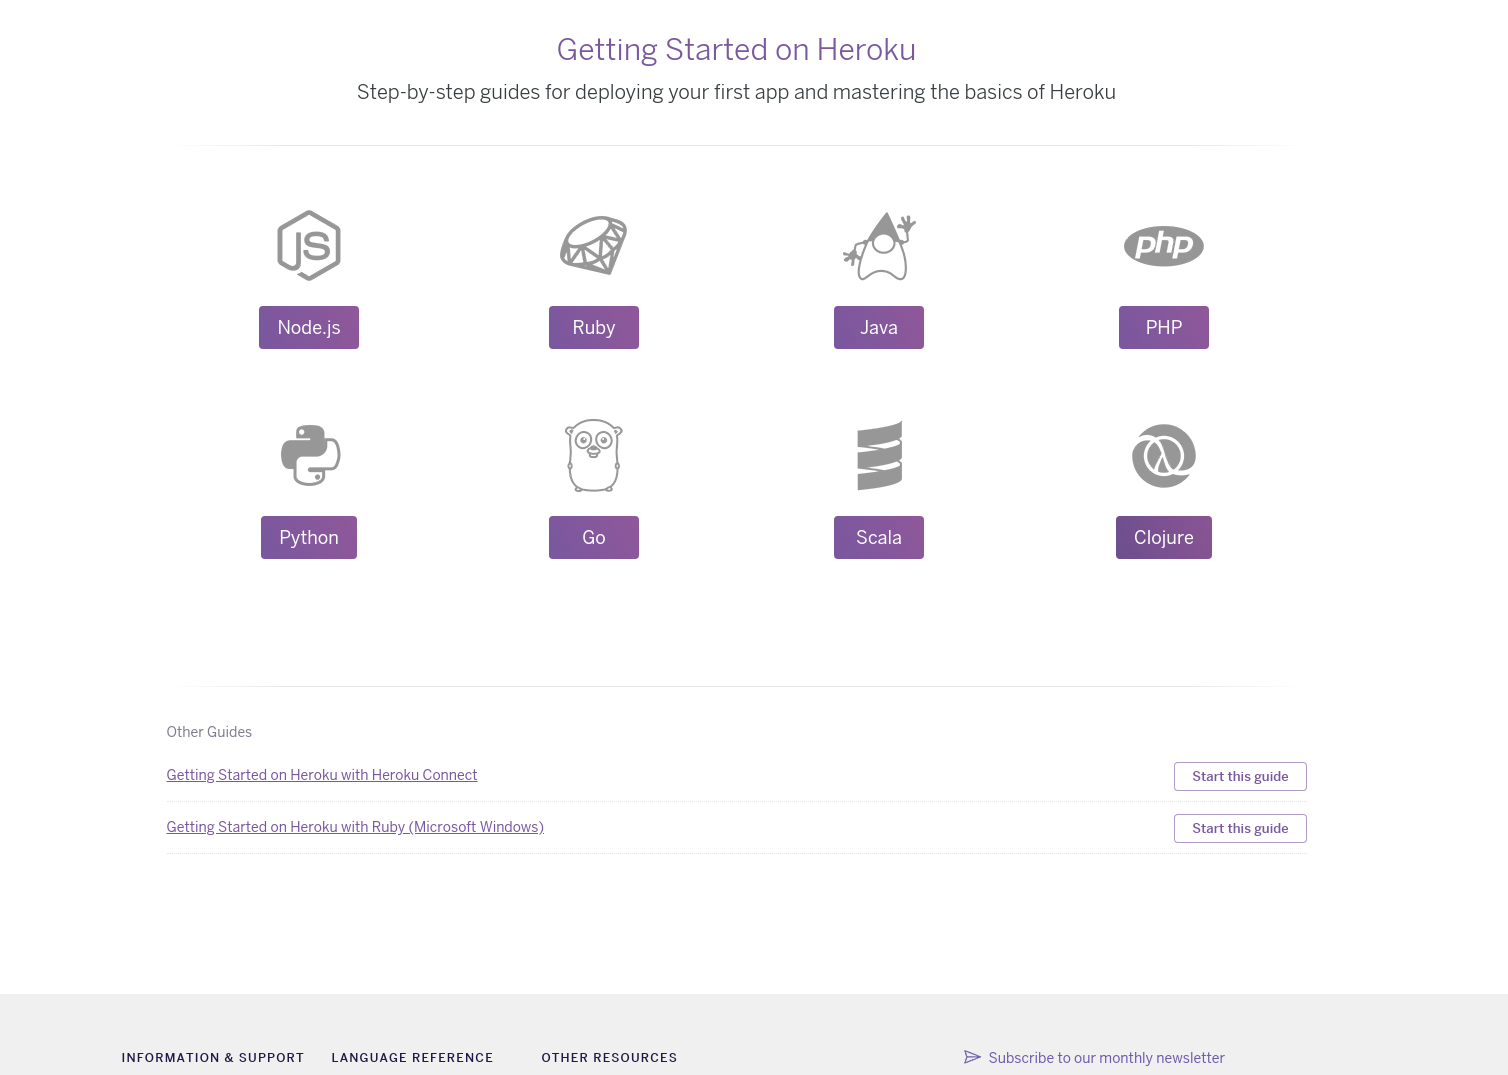 Getting Started on Heroku
Step-by-step guides for deploying your first app and mastering the basics of Heroku
JS
php
Node.js
Ruby
Java
PHP
Python
Go
Scala
Clojure
Other Guides
Getting Started on Heroku with Heroku Connect
Start this guide
Getting Started on Heroku with Ruby (Microsoft Windows)
Start this guide
INFORMATION & SUPPORT
LANGUAGE REFERENCE
OTHER RESOURCES
Subscribe to our monthly newsletter